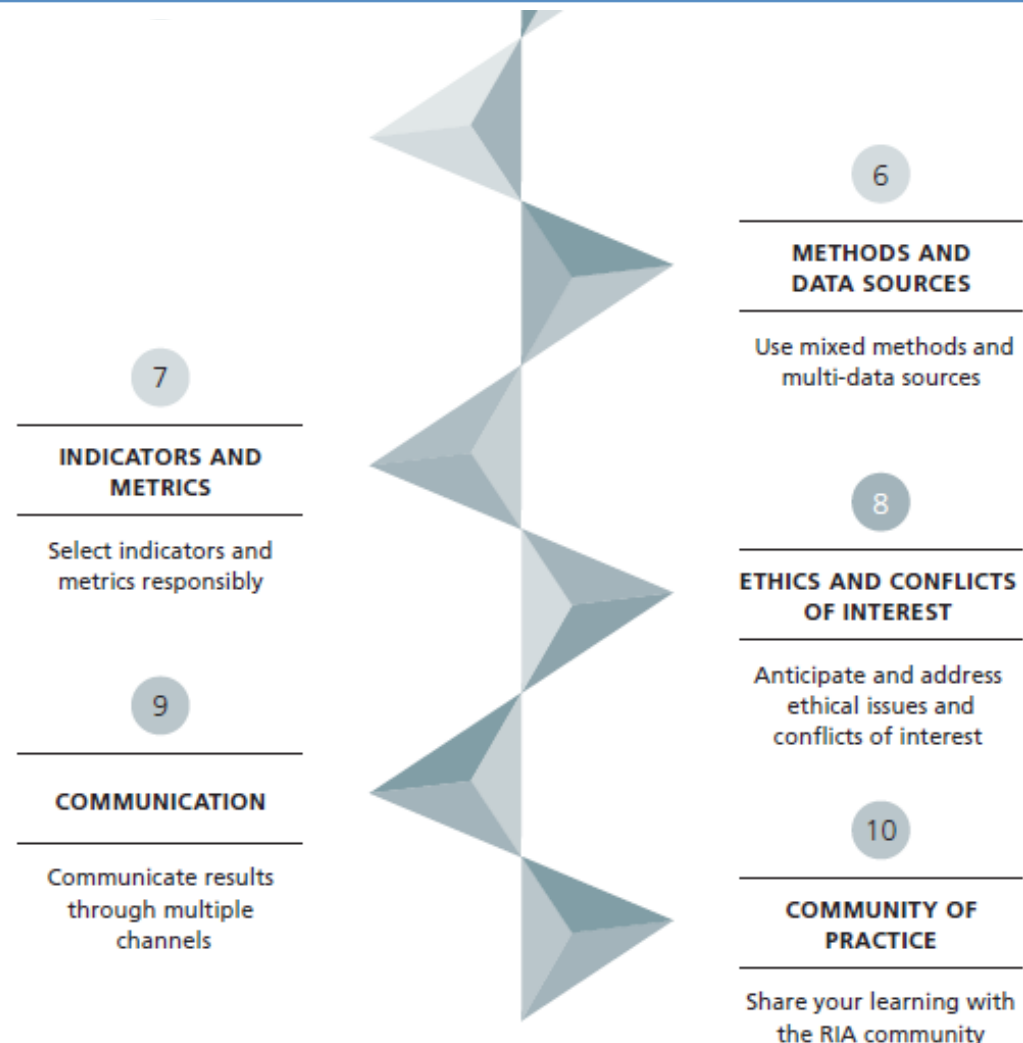 6
METHODS AND
DATA SOURCES
Use mixed methods and
multi-data sources
7
INDICATORS AND
METRICS
Select indicators and
metrics responsibly
8
ETHICS AND CONFLICTS
OF INTEREST
Anticipate and address
ethical issues and
conflicts of interest
9
COMMUNICATION
Communicate results
through multiple
channels
10
COMMUNITY OF
PRACTICE
Share your learning with
the RIA community